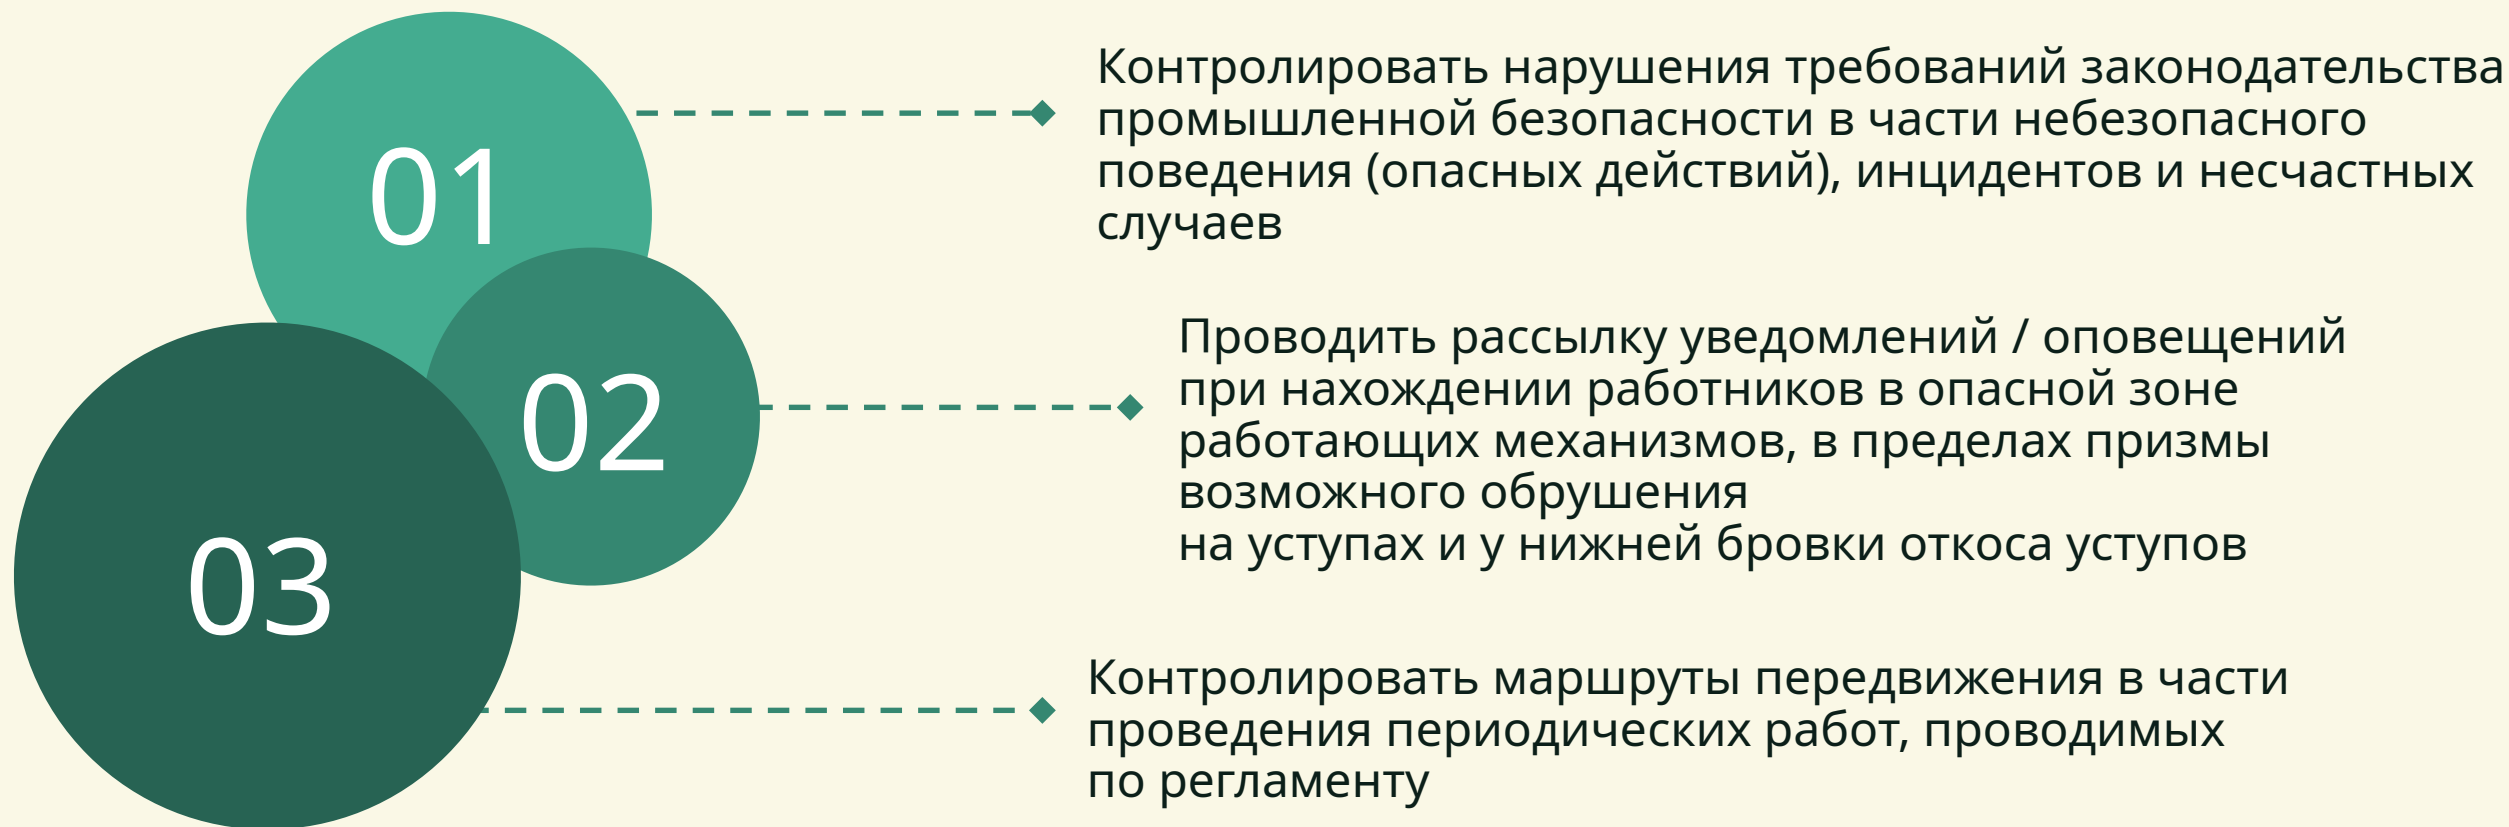 01
Контролировать нарушения требований законодательства
промышленной безопасности в части небезопасного
поведения (опасных действий), инцидентов и несчастных
случаев
02
Проводить рассылку уведомлений / оповещений
при нахождении работников в опасной зоне
работающих механизмов, в пределах призмы
возможного обрушения
на уступах и у нижней бровки откоса уступов
03
Контролировать маршруты передвижения в части
проведения периодических работ, проводимых
по регламенту